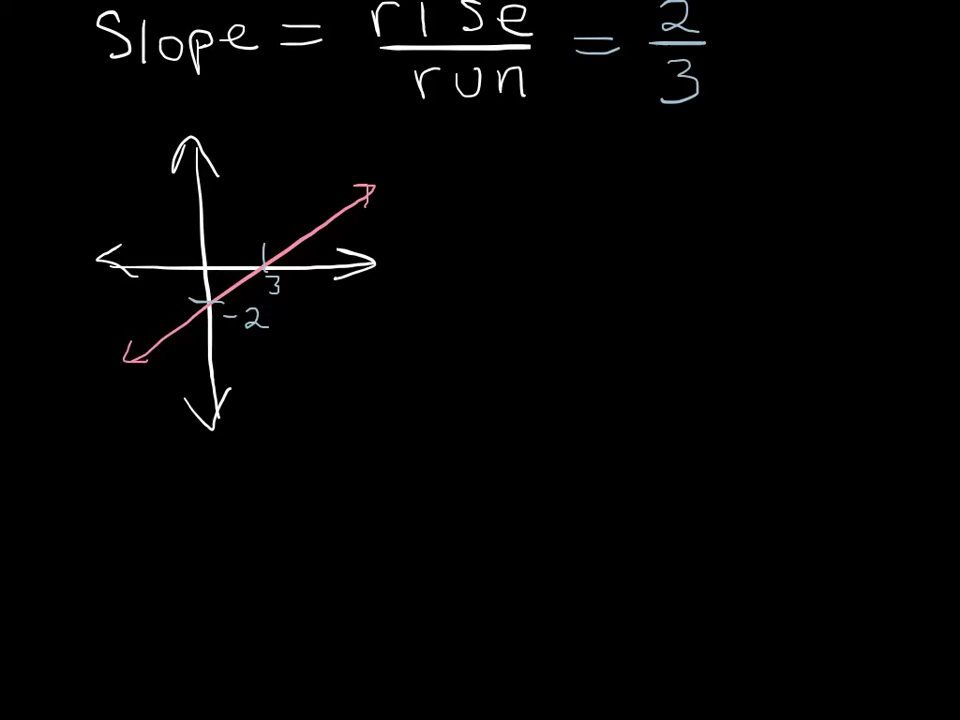 Slope = rise/run = 2/3
3
-2